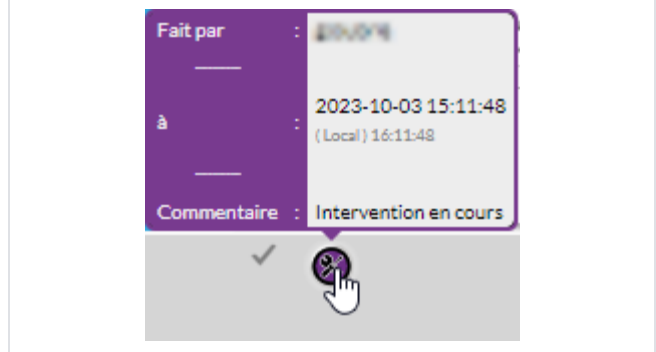 Fait par :
à : 2023-10-03 15:11:48
(Local) 16:11:48
Commentaire : Intervention en cours